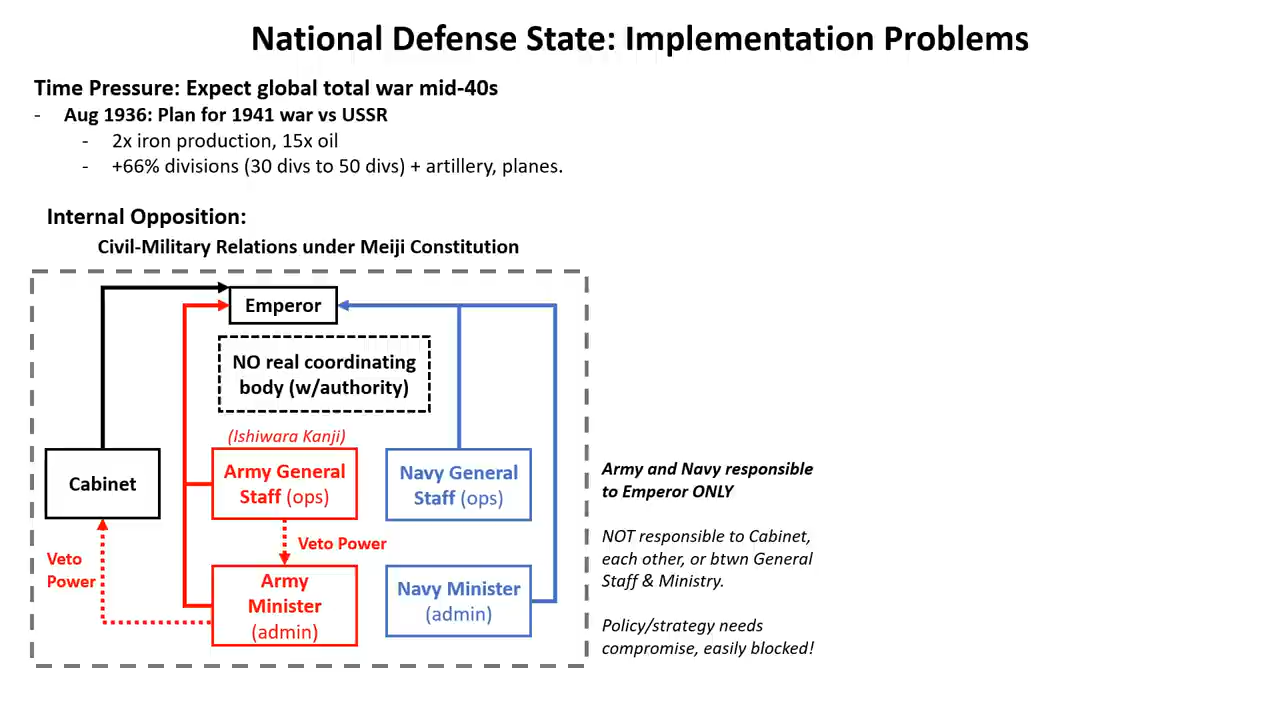 National Defense State: Implementation Problems
Time Pressure: Expect global total war mid-40s
- Aug 1936: Plan for 1941 war vs USSR
- 2x iron production, 15x oil
- +66% divisions (30 divs to 50 divs) + artillery, planes.
Internal Opposition:
Civil-Military Relations under Meiji Constitution
Emperor
NO real coordinating
body (w/authority)
(Ishiwara Kanji)
Cabinet
Army General
Staff (ops)
Navy General
Staff (ops)
Veto Power
Veto
Power
Army
Minister
(admin)
Navy Minister
(admin)
Army and Navy responsible
to Emperor ONLY
NOT responsible to Cabinet,
each other, or btwn General
Staff & Ministry.
Policy/strategy needs
compromise, easily blocked!